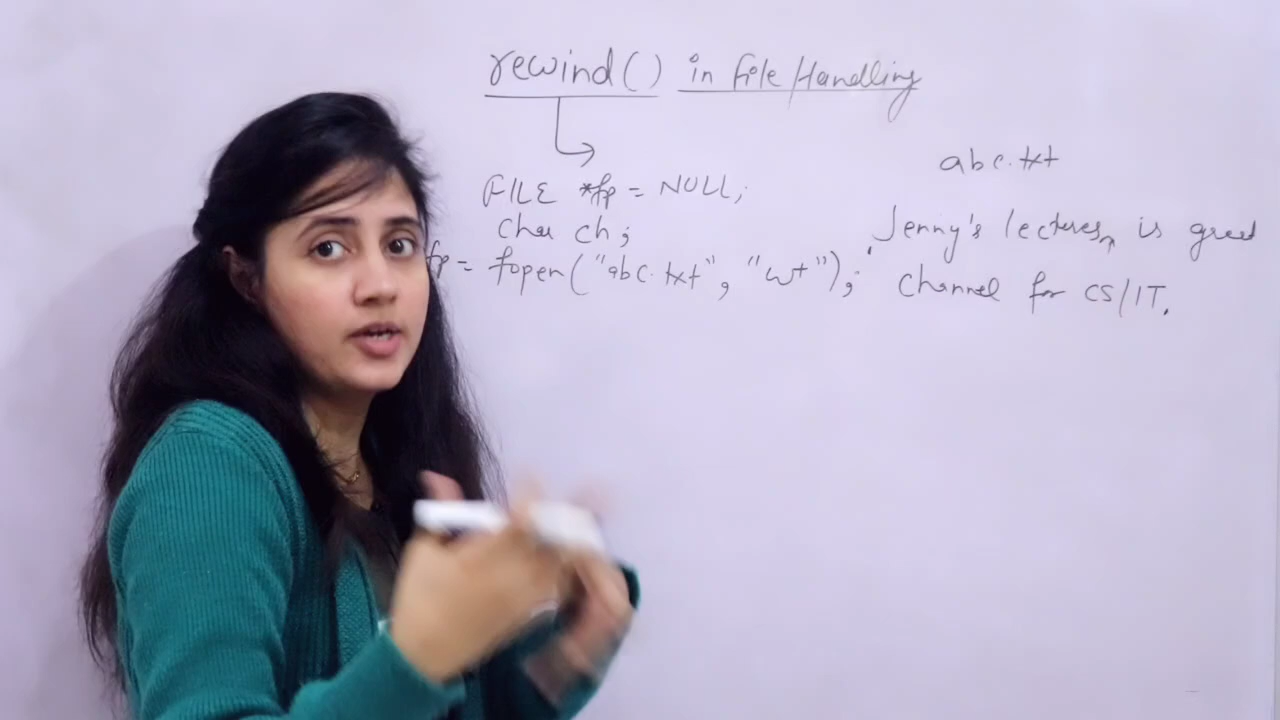 rewind() in File Handling
FILE *fp = NULL;
char ch;
fp = fopen("abc.txt", "w+");
abc.txt
Jenny's lectures, is great
Channel for CS/IT.